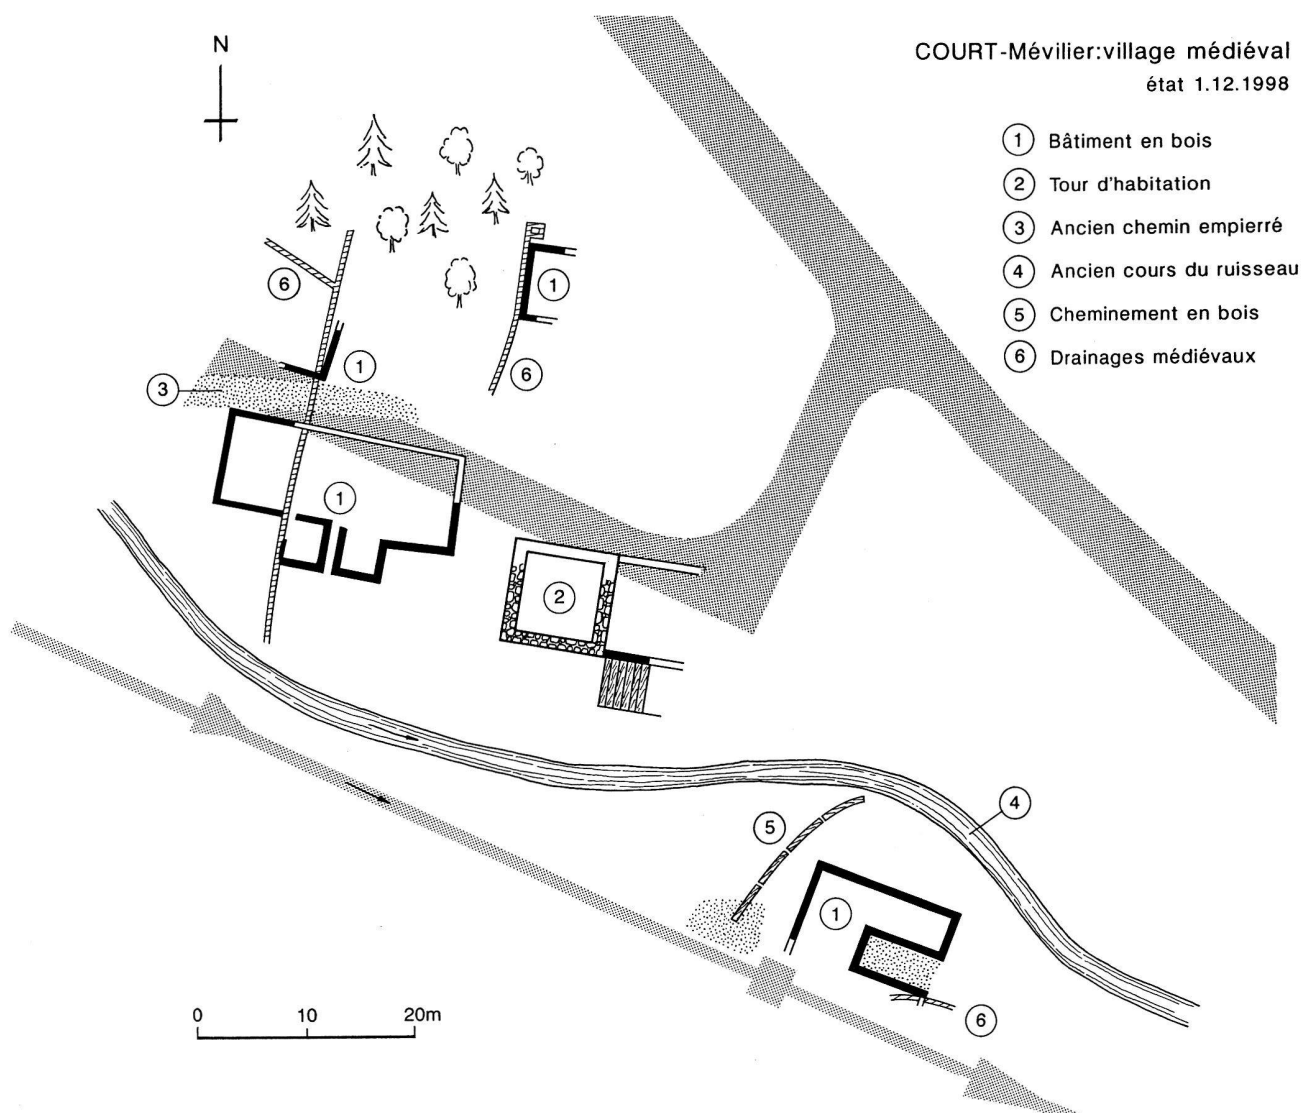 N
COURT-Mévilier:village médiéval
état 1.12.1998
1 Bâtiment en bois
2 Tour d'habitation
3 Ancien chemin empierré
4 Ancien cours du ruisseau
5 Cheminement en bois
6 Drainages médiévaux
6
1
1
6
3
1
2
4
5
1
6
0 10 20m